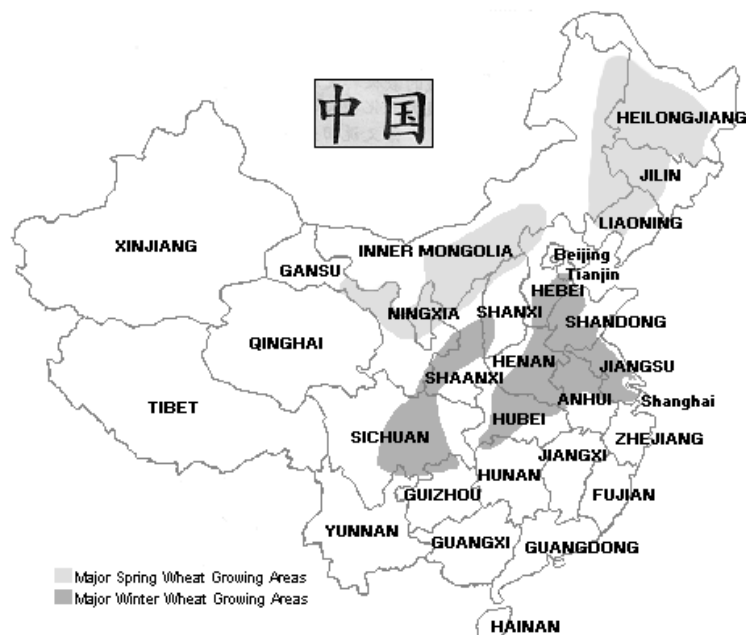 中国
HEILONGJIANG
JILIN
LIAONING
XINJIANG
INNER MONGOLIA
Beijing
Tianjin
GANSU
HEBEI
NINGXIA
SHANXI
SHANDONG
QINGHAI
HENAN
JIANGSU
SHAANXI
TIBET
ANHUI
Shanghai
HUBEI
SICHUAN
ZHEJIANG
JIANGXI
HUNAN
GUIZHOU
FUJIAN
YUNNAN
GUANGXI
GUANGDONG
Major Spring Wheat Growing Areas
Major Winter Wheat Growing Areas
HAINAN